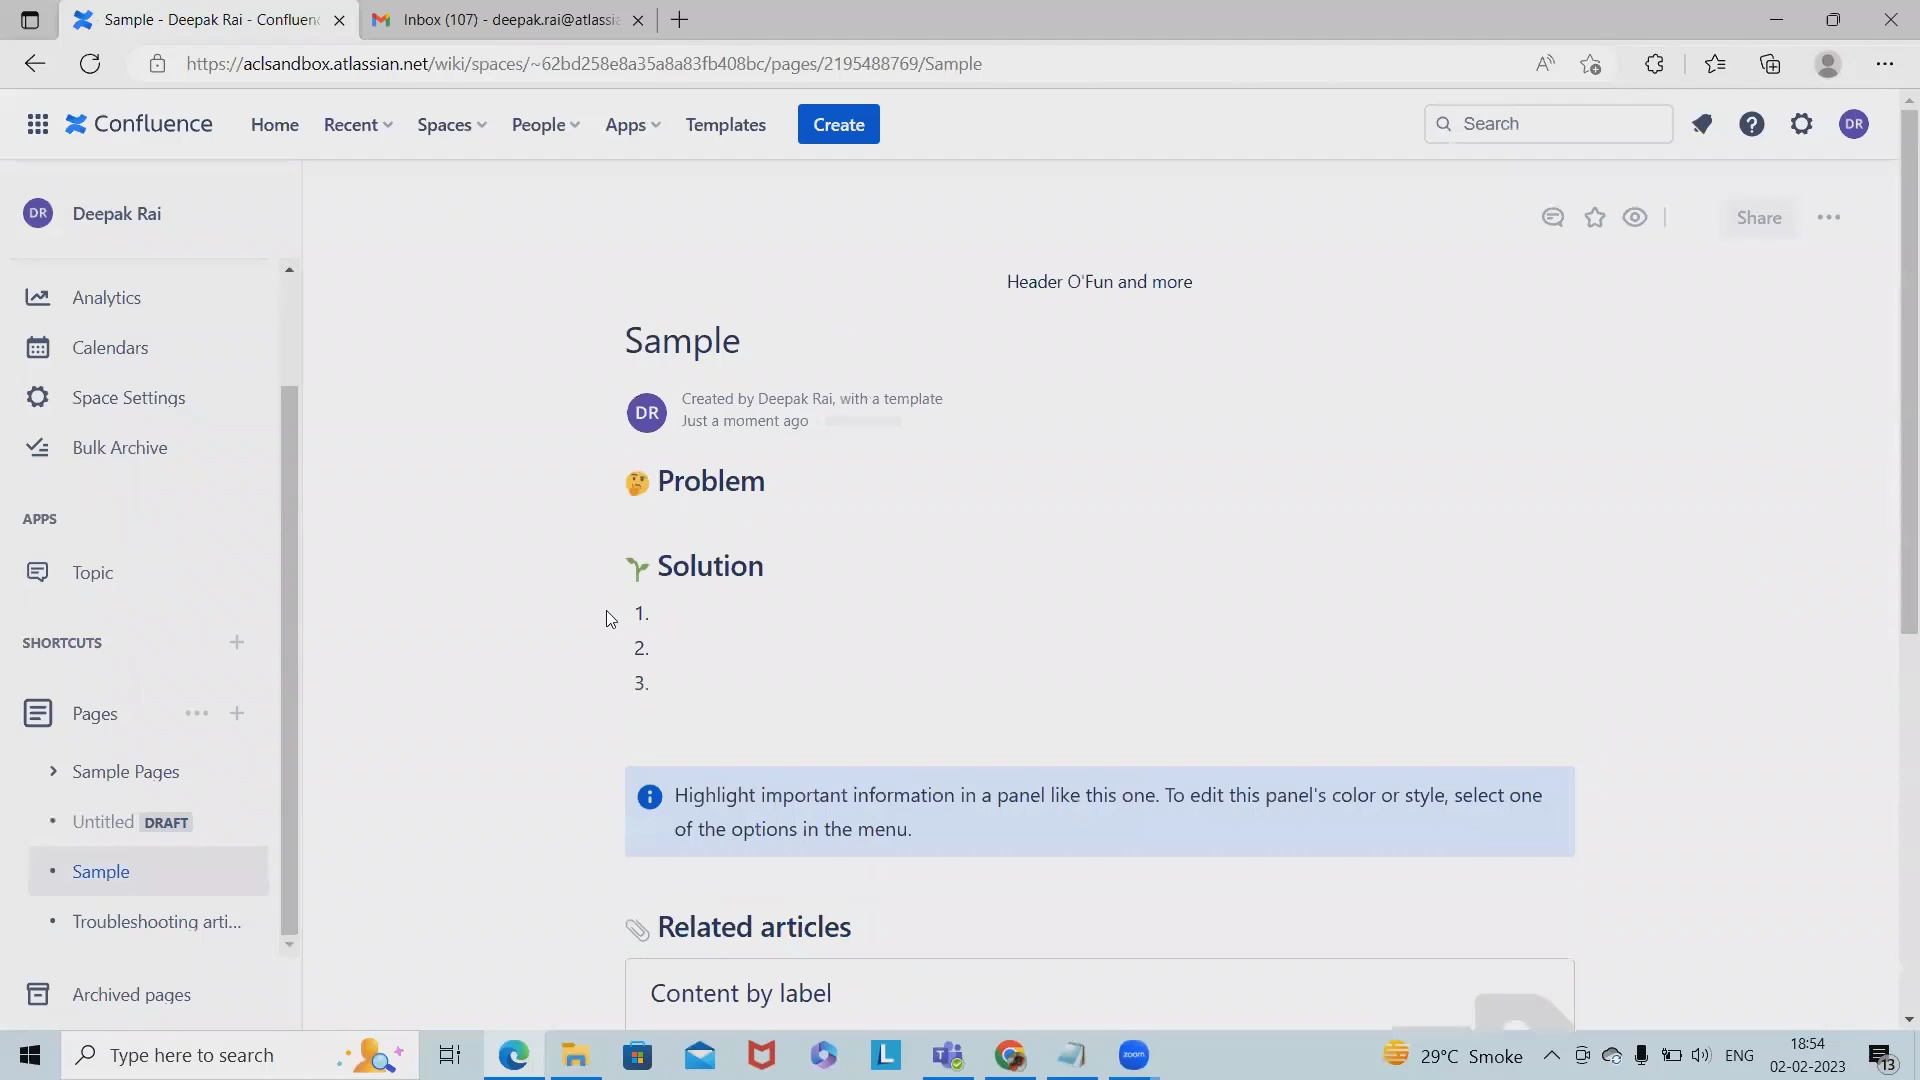 Sample - Deepak Rai - Confluenc
Inbox (107) - deepak.rai@atlassi
https://aclsandbox.atlassian.net/wiki/spaces/~62bd258e8a35a8a83fb408bc/pages/2195488769/Sample
Confluence
Home
Recent
Spaces
People
Apps
Templates
Create
Search
DR
DR
Deepak Rai
Analytics
Calendars
Space Settings
Bulk Archive
APPS
Topic
SHORTCUTS
Pages
Sample Pages
Untitled DRAFT
Sample
Troubleshooting arti...
Archived pages
Share
Header O'Fun and more
Sample
DR
Created by Deepak Rai, with a template
Just a moment ago
Problem
Solution
1.
2.
3.
Highlight important information in a panel like this one. To edit this panel's color or style, select one
of the options in the menu.
Related articles
Content by label
Type here to search
L
zoom
29°C Smoke
ENG
18:54
02-02-2023
13